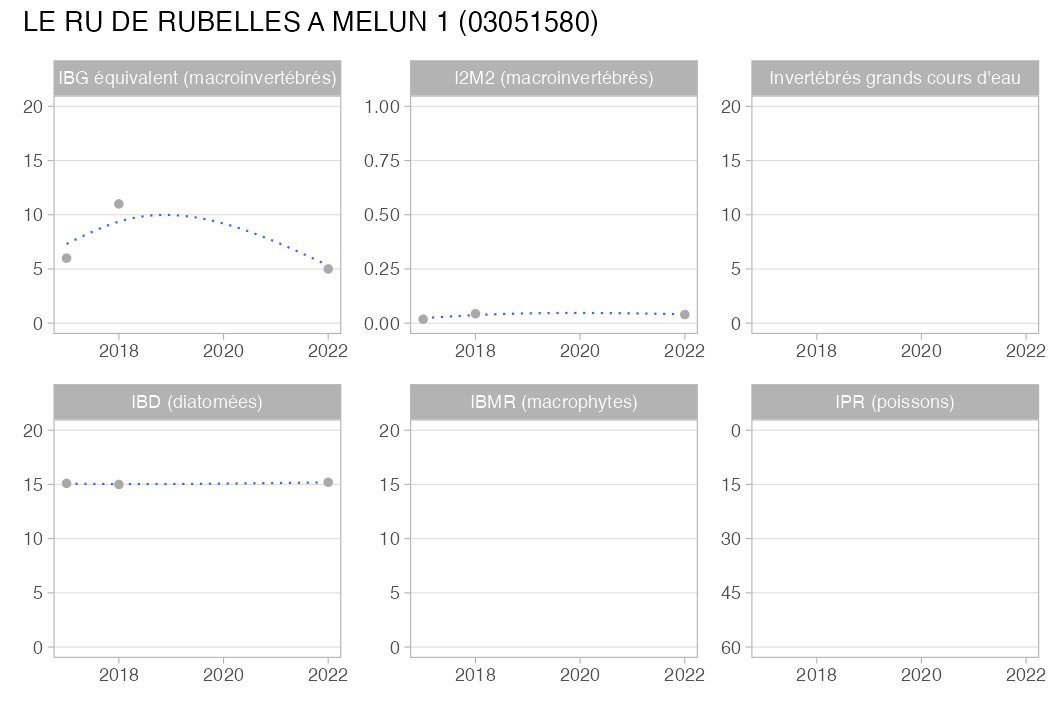 LE RU DE RUBELLES A MELUN 1 (03051580)
IBG équivalent (macroinvertébrés)
20
15
10
5
0
2018 2020 2022
I2M2 (macroinvertébrés)
1.00
0.75
0.50
0.25
0.00
2018 2020 2022
Invertébrés grands cours d'eau
20
15
10
5
0
2018 2020 2022
IBD (diatomées)
20
15
10
5
0
2018 2020 2022
IBMR (macrophytes)
20
15
10
5
0
2018 2020 2022
IPR (poissons)
0
15
30
45
60
2018 2020 2022